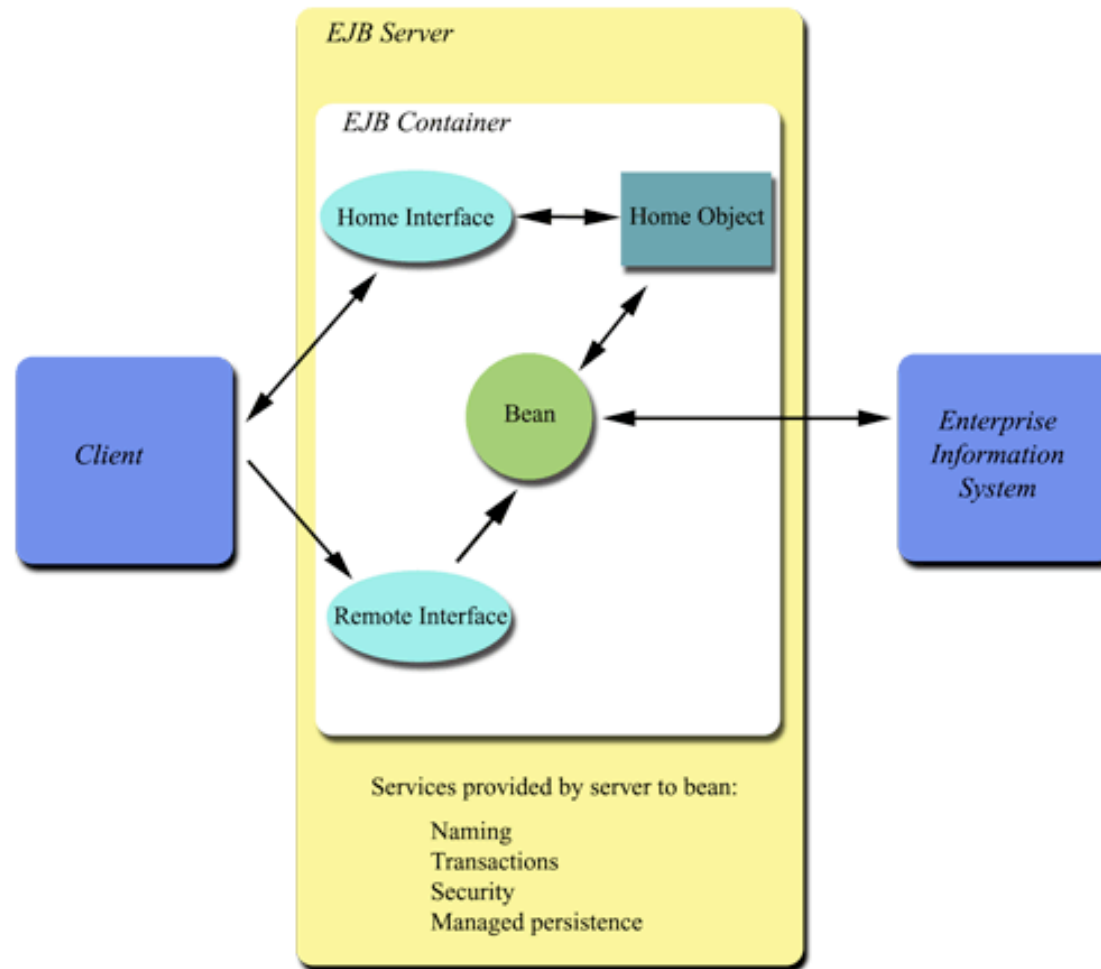 EJB Server
EJB Container
Home Interface
Home Object
Bean
Client
Enterprise
Information
System
Remote Interface
Services provided by server to bean:
Naming
Transactions
Security
Managed persistence